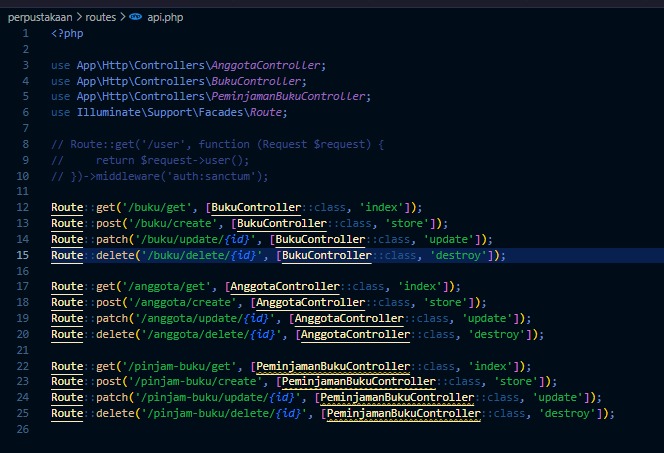 perpustakaan > routes > api.php
1 <?php
2
3 use App\Http\Controllers\AnggotaController;
4 use App\Http\Controllers\BukuController;
5 use App\Http\Controllers\PeminjamanBukuController;
6 use Illuminate\Support\Facades\Route;
7
8 // Route::get('/user', function (Request $request) {
9 //     return $request->user();
10 // })->middleware('auth:sanctum');
11
12 Route::get('/buku/get', [BukuController::class, 'index']);
13 Route::post('/buku/create', [BukuController::class, 'store']);
14 Route::patch('/buku/update/{id}', [BukuController::class, 'update']);
15 Route::delete('/buku/delete/{id}', [BukuController::class, 'destroy']);
16
17 Route::get('/anggota/get', [AnggotaController::class, 'index']);
18 Route::post('/anggota/create', [AnggotaController::class, 'store']);
19 Route::patch('/anggota/update/{id}', [AnggotaController::class, 'update']);
20 Route::delete('/anggota/delete/{id}', [AnggotaController::class, 'destroy']);
21
22 Route::get('/pinjam-buku/get', [PeminjamanBukuController::class, 'index']);
23 Route::post('/pinjam-buku/create', [PeminjamanBukuController::class, 'store']);
24 Route::patch('/pinjam-buku/update/{id}', [PeminjamanBukuController::class, 'update']);
25 Route::delete('/pinjam-buku/delete/{id}', [PeminjamanBukuController::class, 'destroy']);
26